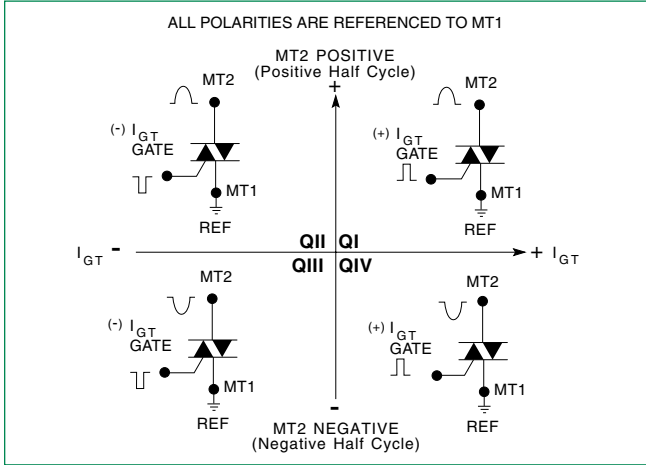 ALL POLARITIES ARE REFERENCED TO MT1
MT2 POSITIVE
(Positive Half Cycle)
+
MT2
(-) IGT
GATE
MT1
REF
MT2
(+) IGT
GATE
MT1
REF
IGT -
QII QI
QIII QIV
+ IGT
MT2
(-) IGT
GATE
MT1
REF
MT2
(+) IGT
GATE
MT1
REF
-
MT2 NEGATIVE
(Negative Half Cycle)